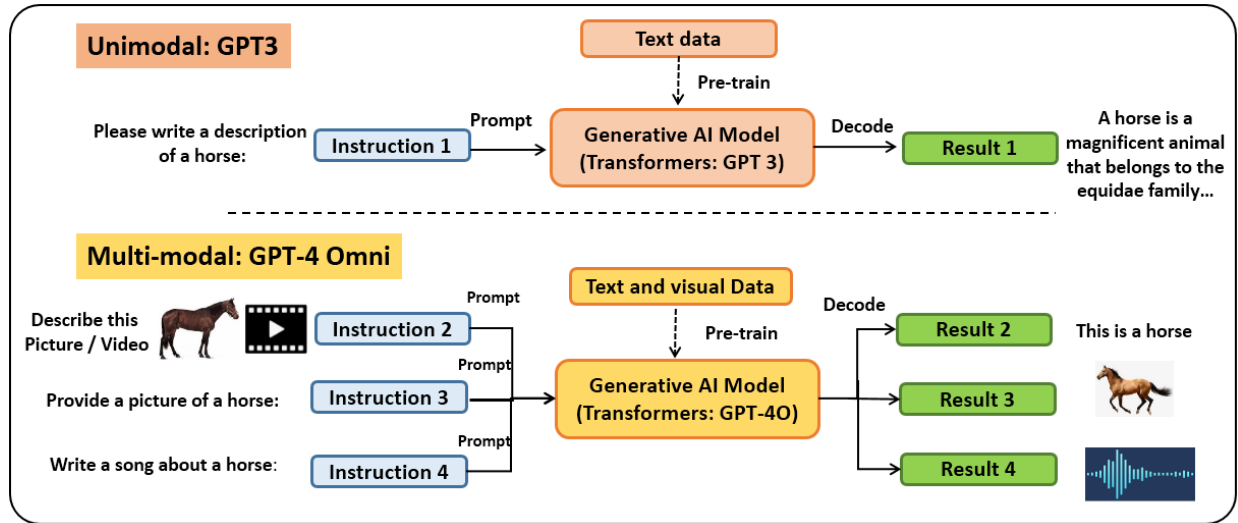 Unimodal: GPT3
Text data
Pre-train
Please write a description
of a horse:
Instruction 1
Prompt
Generative AI Model
(Transformers: GPT 3)
Decode
Result 1
A horse is a
magnificent animal
that belongs to the
equidae family...
Multi-modal: GPT-4 Omni
Text and visual Data
Pre-train
Describe this
Picture / Video
Instruction 2
Prompt
Provide a picture of a horse:
Instruction 3
Prompt
Write a song about a horse:
Instruction 4
Prompt
Generative AI Model
(Transformers: GPT-4O)
Decode
Result 2
This is a horse
Result 3
Result 4